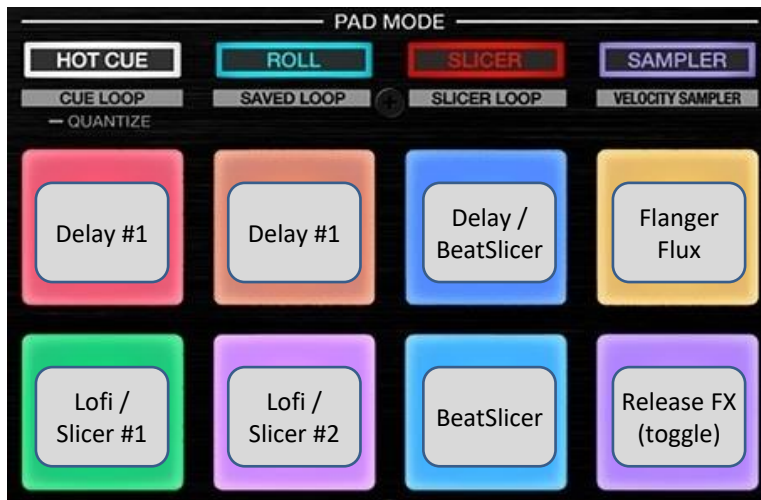 PAD MODE
HOT CUE ROLL SLICER SAMPLER
CUE LOOP SAVED LOOP SLICER LOOP VELOCITY SAMPLER
— QUANTIZE
Delay #1
Delay #1
Delay /
BeatSlicer
Flanger
Flux
Lofi /
Slicer #1
Lofi /
Slicer #2
BeatSlicer
Release FX
(toggle)